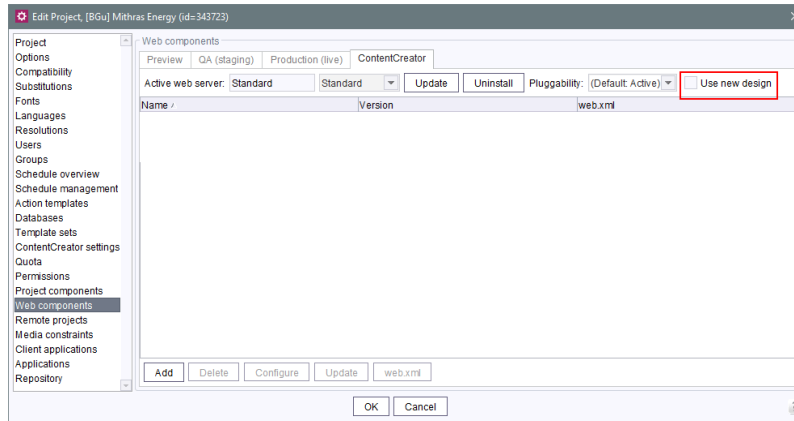 Edit Project, [BGu] Mithras Energy (id=343723)
Project
Options
Compatibility
Substitutions
Fonts
Languages
Resolutions
Users
Groups
Schedule overview
Schedule management
Action templates
Databases
Template sets
ContentCreator settings
Quota
Permissions
Project components
Web components
Remote projects
Media constraints
Client applications
Applications
Repository
Web components
Preview QA (staging) Production (live) ContentCreator
Active web server: Standard Standard Update Uninstall Pluggability: (Default: Active) Use new design
Name Version web.xml
Add Delete Configure Update web.xml
OK Cancel